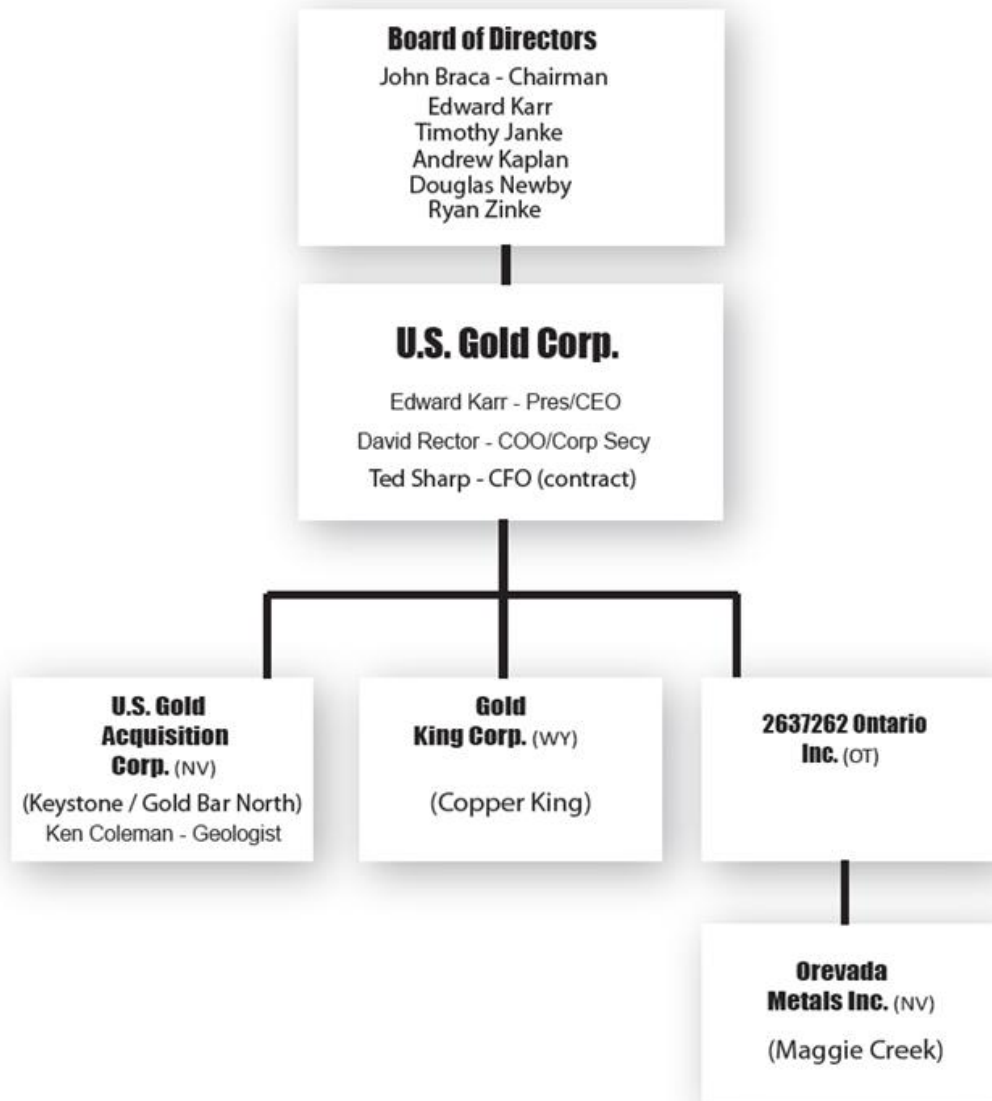 Board of Directors
John Braca - Chairman
Edward Karr
Timothy Janke
Andrew Kaplan
Douglas Newby
Ryan Zinke
U.S. Gold Corp.
Edward Karr - Pres/CEO
David Rector - COO/Corp Secy
Ted Sharp - CFO (contract)
U.S. Gold
Acquisition
Corp. (NV)
(Keystone / Gold Bar North)
Ken Coleman - Geologist
Gold
King Corp. (WY)
(Copper King)
2637262 Ontario
Inc. (OT)
Orevada
Metals Inc. (NV)
(Maggie Creek)